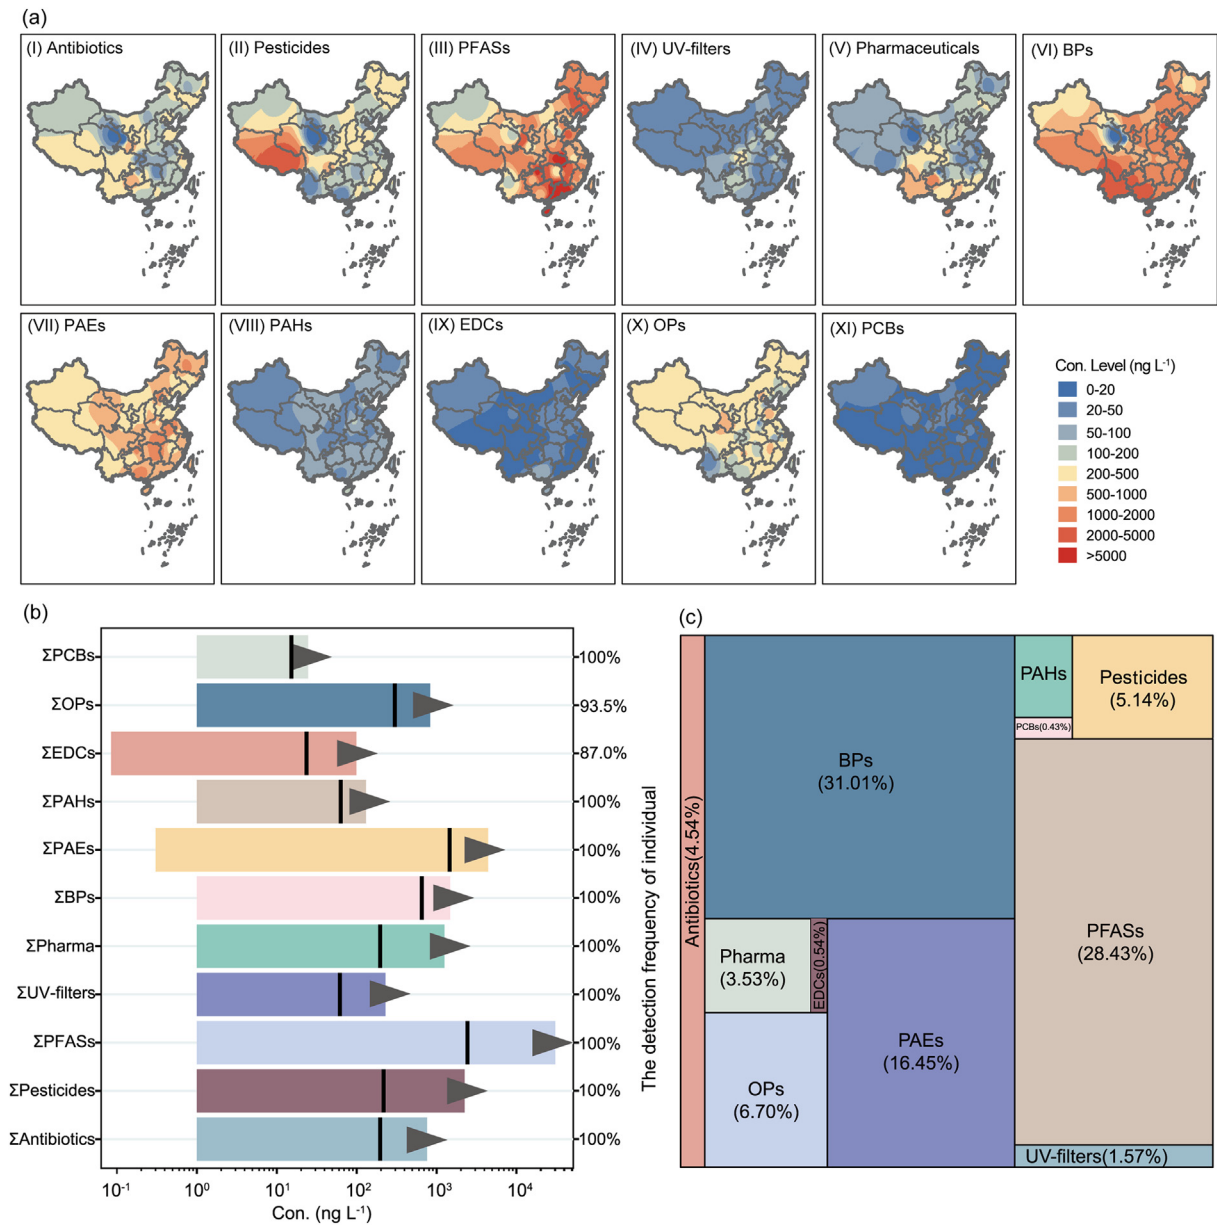 (a)
(I) Antibiotics
(II) Pesticides
(III) PFASs
(IV) UV-filters
(V) Pharmaceuticals
(VI) BPs
(VII) PAEs
(VIII) PAHs
(IX) EDCs
(X) OPs
(XI) PCBs
Con. Level (ng L⁻¹)
0-20
20-50
50-100
100-200
200-500
500-1000
1000-2000
2000-5000
>5000
(b)
ΣPCBs
ΣOPs
ΣEDCs
ΣPAHs
ΣPAEs
ΣBPs
ΣPharma
ΣUV-filters
ΣPFASs
ΣPesticides
ΣAntibiotics
100%
93.5%
87.0%
100%
100%
100%
100%
100%
100%
100%
100%
10⁻¹
10⁰
10¹
10²
10³
10⁴
Con. (ng L⁻¹)
The detection frequency of individual
(c)
Antibiotics(4.54%)
BPs
(31.01%)
PAHs
PCBs(0.43%)
Pesticides
(5.14%)
Pharma
(3.53%)
EDCs(0.54%)
OPs
(6.70%)
PAEs
(16.45%)
PFASs
(28.43%)
UV-filters(1.57%)